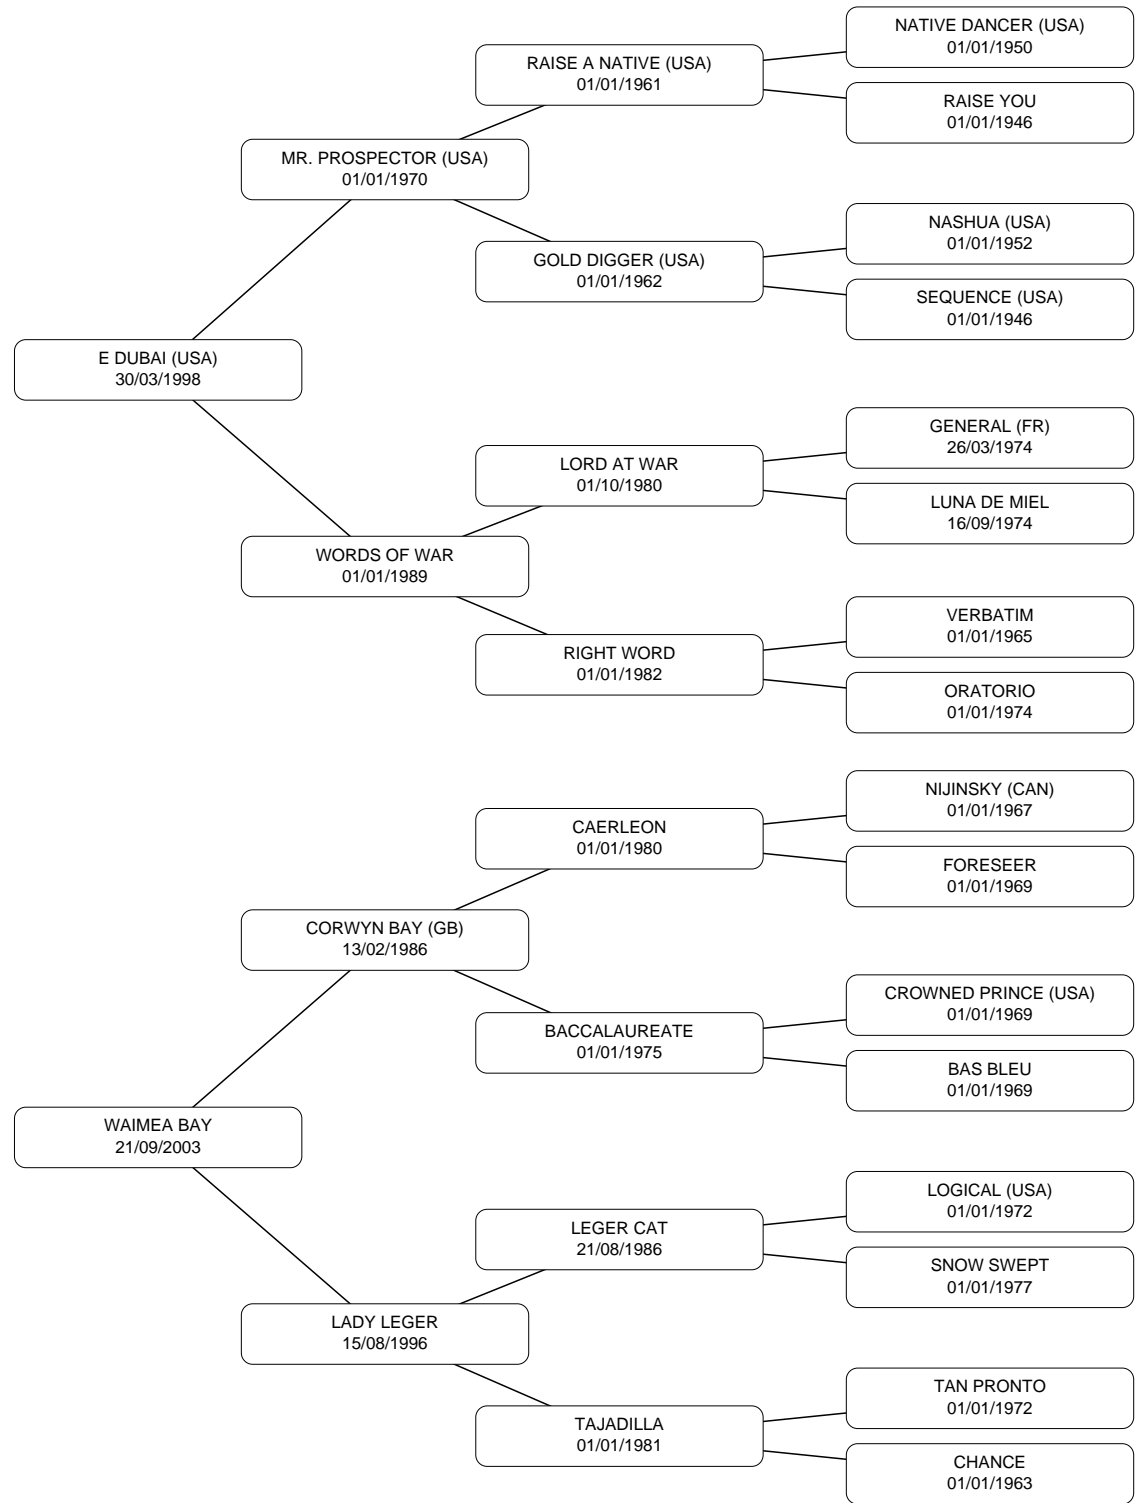 NATIVE DANCER (USA)
01/01/1950
RAISE A NATIVE (USA)
01/01/1961
RAISE YOU
01/01/1946
MR. PROSPECTOR (USA)
01/01/1970
NASHUA (USA)
01/01/1952
GOLD DIGGER (USA)
01/01/1962
SEQUENCE (USA)
01/01/1946
E DUBAI (USA)
30/03/1998
GENERAL (FR)
26/03/1974
LORD AT WAR
01/10/1980
LUNA DE MIEL
16/09/1974
WORDS OF WAR
01/01/1989
VERBATIM
01/01/1965
RIGHT WORD
01/01/1982
ORATORIO
01/01/1974
NIJINSKY (CAN)
01/01/1967
CAERLEON
01/01/1980
FORESEER
01/01/1969
CORWYN BAY (GB)
13/02/1986
CROWNED PRINCE (USA)
01/01/1969
BACCALAUREATE
01/01/1975
BAS BLEU
01/01/1969
WAIMEA BAY
21/09/2003
LOGICAL (USA)
01/01/1972
LEGER CAT
21/08/1986
SNOW SWEPT
01/01/1977
LADY LEGER
15/08/1996
TAN PRONTO
01/01/1972
TAJADILLA
01/01/1981
CHANCE
01/01/1963